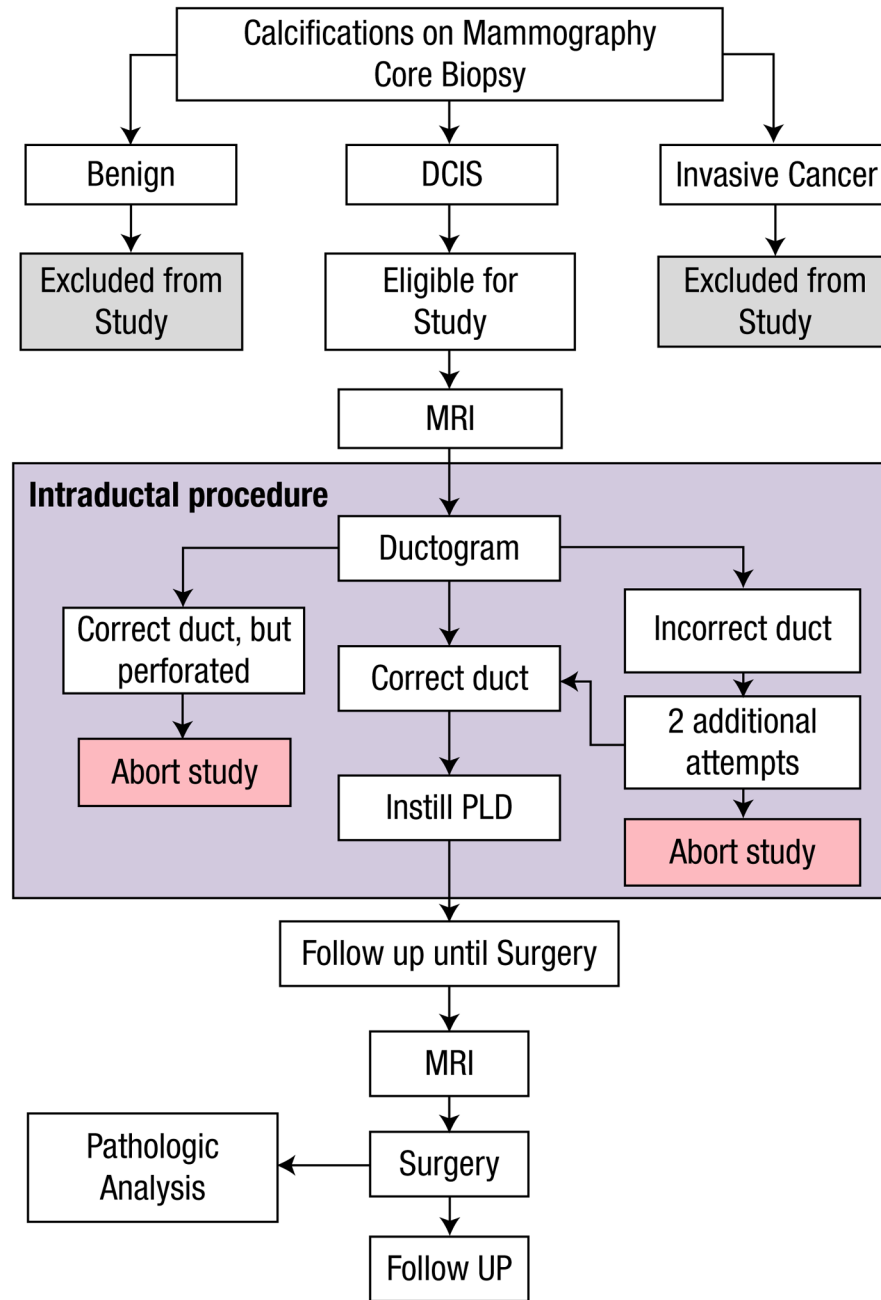 Calcifications on Mammography
Core Biopsy
Benign
DCIS
Invasive Cancer
Excluded from
Study
Eligible for
Study
Excluded from
Study
MRI
Intraductal procedure
Ductogram
Correct duct, but
perforated
Correct duct
Incorrect duct
Abort study
2 additional
attempts
Instill PLD
Abort study
Follow up until Surgery
MRI
Pathologic
Analysis
Surgery
Follow UP